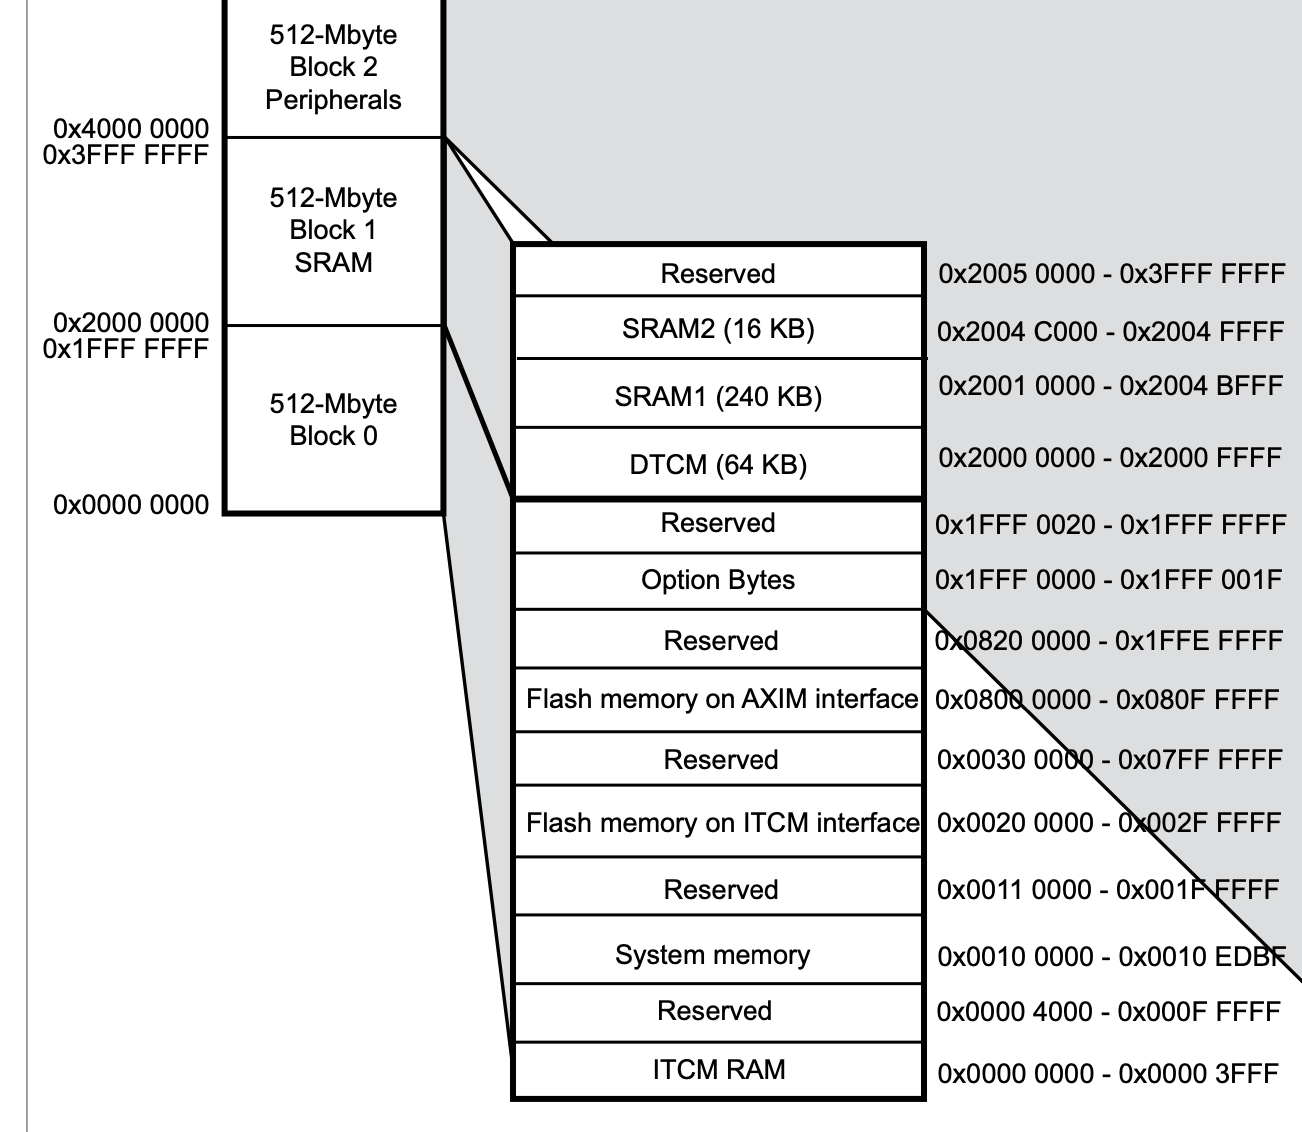 512-Mbyte
Block 2
Peripherals
0x4000 0000
0x3FFF FFFF
512-Mbyte
Block 1
SRAM
0x2000 0000
0x1FFF FFFF
512-Mbyte
Block 0
0x0000 0000
Reserved 0x2005 0000 - 0x3FFF FFFF
SRAM2 (16 KB) 0x2004 C000 - 0x2004 FFFF
SRAM1 (240 KB) 0x2001 0000 - 0x2004 BFFF
DTCM (64 KB) 0x2000 0000 - 0x2000 FFFF
Reserved 0x1FFF 0020 - 0x1FFF FFFF
Option Bytes 0x1FFF 0000 - 0x1FFF 001F
Reserved 0x0820 0000 - 0x1FFE FFFF
Flash memory on AXIM interface 0x0800 0000 - 0x080F FFFF
Reserved 0x0030 0000 - 0x07FF FFFF
Flash memory on ITCM interface 0x0020 0000 - 0x002F FFFF
Reserved 0x0011 0000 - 0x001F FFFF
System memory 0x0010 0000 - 0x0010 EDBF
Reserved 0x0000 4000 - 0x000F FFFF
ITCM RAM 0x0000 0000 - 0x0000 3FFF